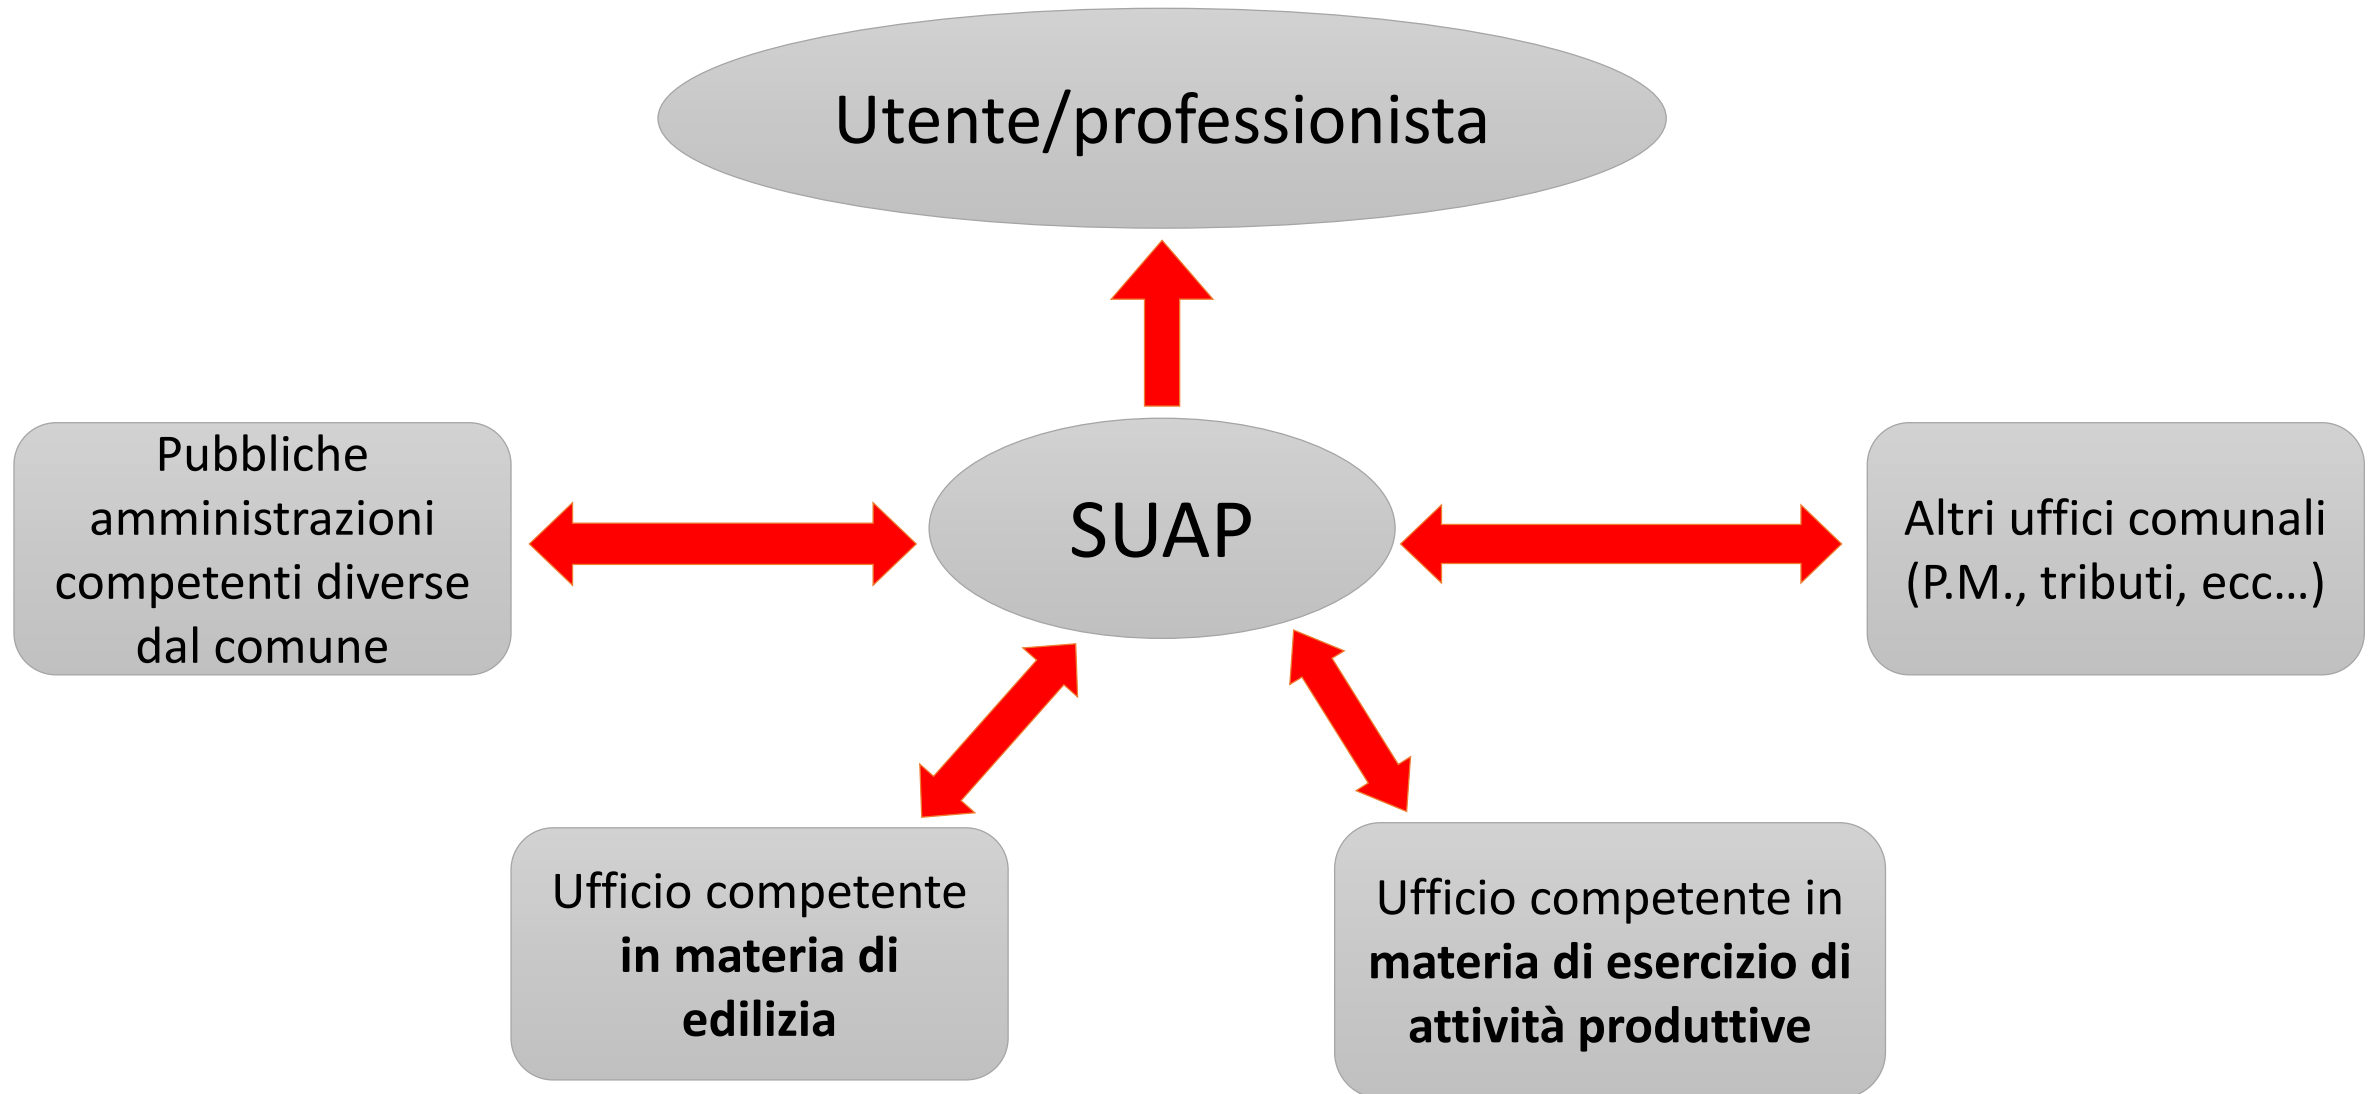 Utente/professionista
Pubbliche
amministrazioni
competenti diverse
dal comune
SUAP
Altri uffici comunali
(P.M., tributi, ecc…)
Ufficio competente
in materia di
edilizia
Ufficio competente in
materia di esercizio di
attività produttive